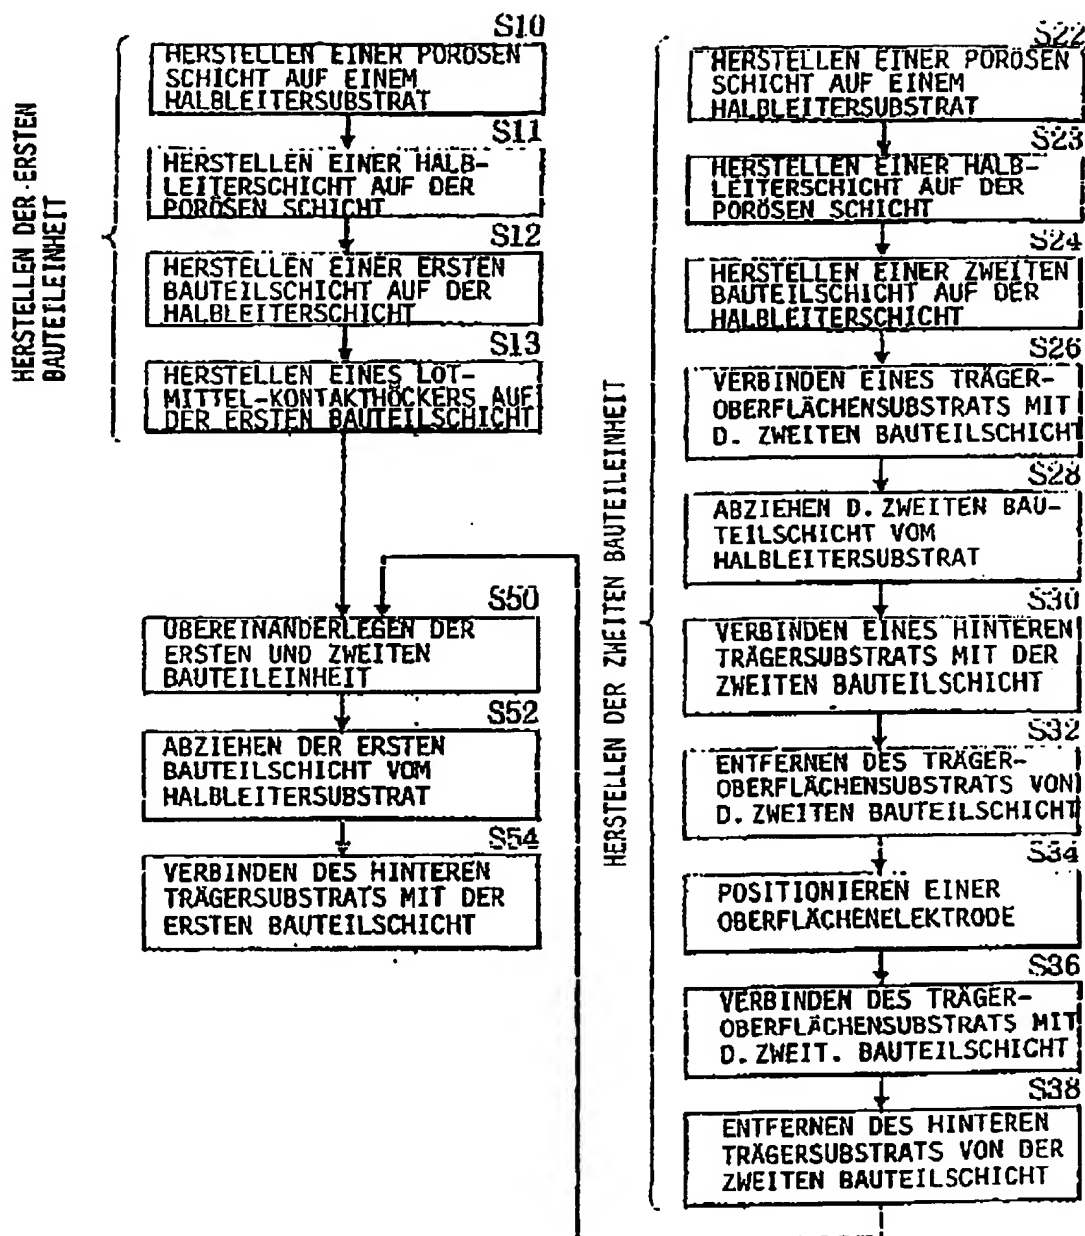 HERSTELLEN DER ERSTEN
BAUTEILEINHEIT
S10
HERSTELLEN EINER PORÖSEN
SCHICHT AUF EINEM
HALBLEITERSUBSTRAT
S11
HERSTELLEN EINER HALB-
LEITERSCHICHT AUF DER
PORÖSEN SCHICHT
S12
HERSTELLEN EINER ERSTEN
BAUTEILSCHICHT AUF DER
HALBLEITERSCHICHT
S13
HERSTELLEN EINES LOT-
MITTEL-KONTAKTHÖCKERS AUF
DER ERSTEN BAUTEILSCHICHT
S50
ÜBEREINANDERLEGEN DER
ERSTEN UND ZWEITEN
BAUTEILEINHEIT
S52
ABZIEHEN DER ERSTEN
BAUTEILSCHICHT VOM
HALBLEITERSUBSTRAT
S54
VERBINDEN DES HINTEREN
TRÄGERSUBSTRATS MIT DER
ERSTEN BAUTEILSCHICHT
HERSTELLEN DER ZWEITEN BAUTEILEINHEIT
S22
HERSTELLEN EINER PORÖSEN
SCHICHT AUF EINEM
HALBLEITERSUBSTRAT
S23
HERSTELLEN EINER HALB-
LEITERSCHICHT AUF DER
PORÖSEN SCHICHT
S24
HERSTELLEN EINER ZWEITEN
BAUTEILSCHICHT AUF DER
HALBLEITERSCHICHT
S26
VERBINDEN EINES TRÄGER-
OBERFLÄCHENSUBSTRATS MIT
D. ZWEITEN BAUTEILSCHICHT
S28
ABZIEHEN D. ZWEITEN BAU-
TEILSCHICHT VOM
HALBLEITERSUBSTRAT
S30
VERBINDEN EINES HINTEREN
TRÄGERSUBSTRATS MIT DER
ZWEITEN BAUTEILSCHICHT
S32
ENTFERNEN DES TRÄGER-
OBERFLÄCHENSUBSTRATS VON
D. ZWEITEN BAUTEILSCHICHT
S34
POSITIONIEREN EINER
OBERFLÄCHENELEKTRODE
S36
VERBINDEN DES TRÄGER-
OBERFLÄCHENSUBSTRATS MIT
D. ZWEIT. BAUTEILSCHICHT
S38
ENTFERNEN DES HINTEREN
TRÄGERSUBSTRATS VON DER
ZWEITEN BAUTEILSCHICHT